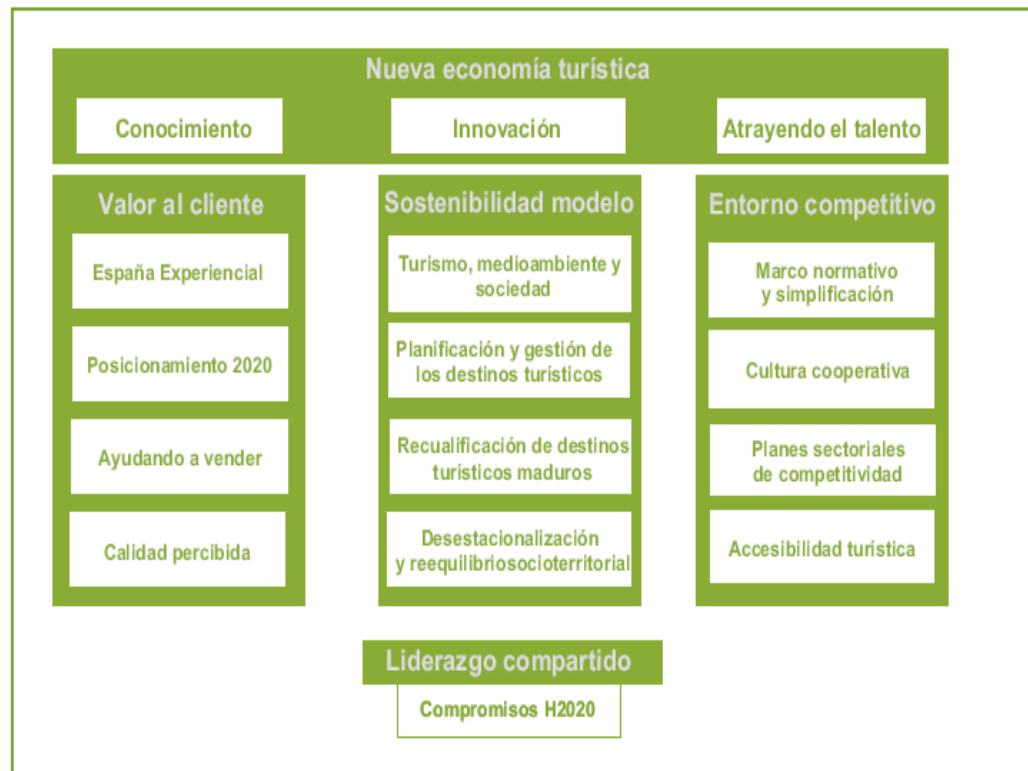 Nueva economía turística
Conocimiento
Innovación
Atrayendo el talento
Valor al cliente
España Experiencial
Posicionamiento 2020
Ayudando a vender
Calidad percibida
Sostenibilidad modelo
Turismo, medioambiente y
sociedad
Planificación y gestión de
los destinos turísticos
Recualificación de destinos
turísticos maduros
Desestacionalización
y reequilibriosocioterritorial
Entorno competitivo
Marco normativo
y simplificación
Cultura cooperativa
Planes sectoriales
de competitividad
Accesibilidad turística
Liderazgo compartido
Compromisos H2020